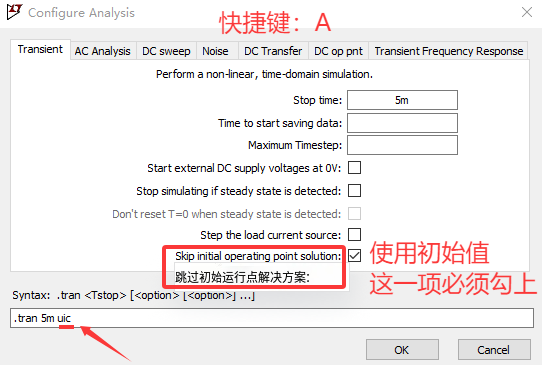 Configure Analysis
快捷键：A
Transient
AC Analysis
DC sweep
Noise
DC Transfer
DC op pnt
Transient Frequency Response
Perform a non-linear, time-domain simulation.
Stop time:
5m
Time to start saving data:
Maximum Timestep:
Start external DC supply voltages at 0V:
Stop simulating if steady state is detected:
Don't reset T=0 when steady state is detected:
Step the load current source:
Skip initial operating point solution:
跳过初始运行点解决方案:
使用初始值
这一项必须勾上
Syntax: .tran <Tstop> [<option> [<option>] ...]
.tran 5m uic
OK
Cancel